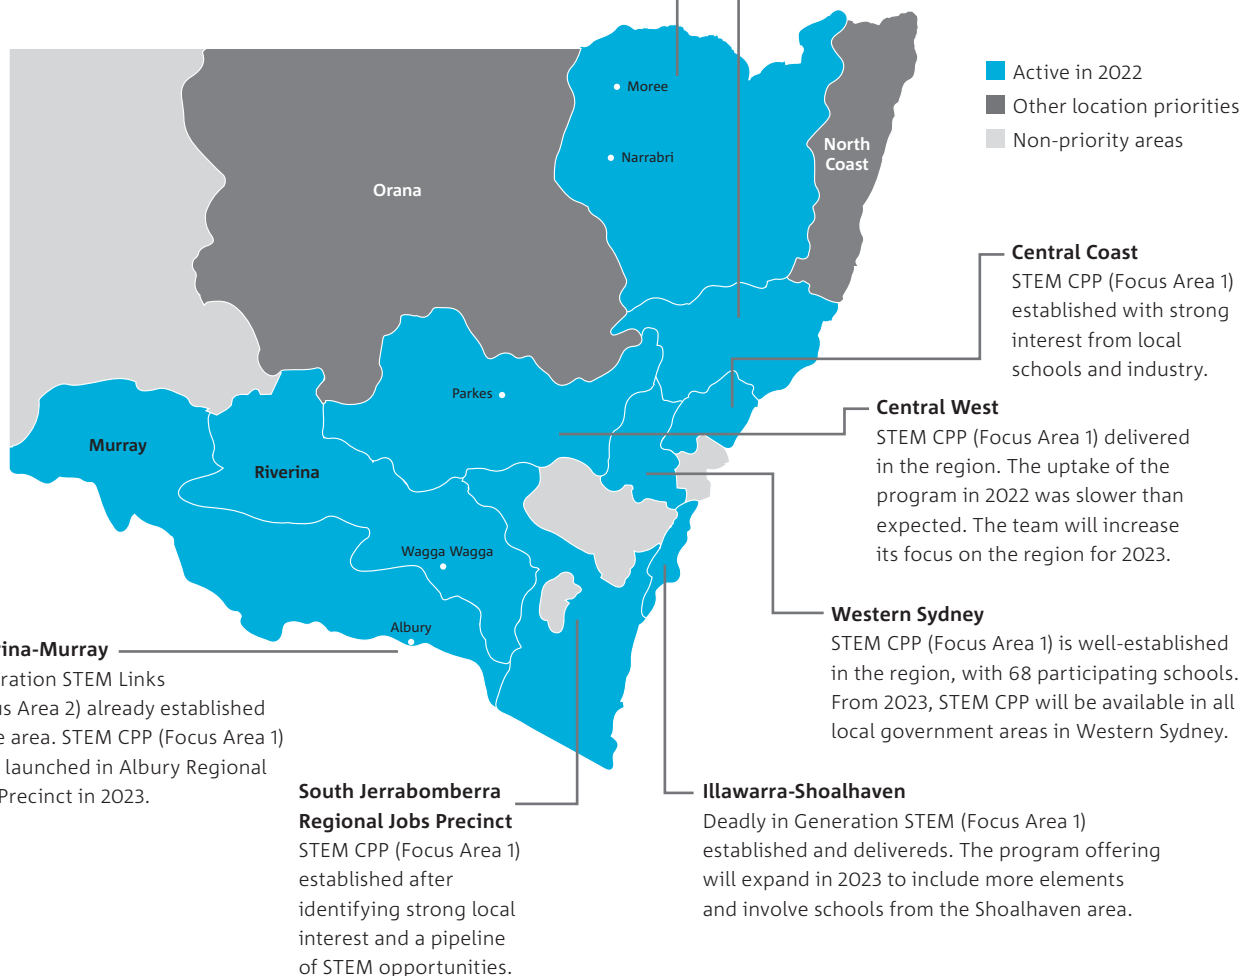 Moree
Narrabri
Orana
North
Coast
Active in 2022
Other location priorities
Non-priority areas
Central Coast
STEM CPP (Focus Area 1)
established with strong
interest from local
schools and industry.
Parkes
Central West
STEM CPP (Focus Area 1) delivered
in the region. The uptake of the
program in 2022 was slower than
expected. The team will increase
its focus on the region for 2023.
Murray
Riverina
Wagga Wagga
Albury
Western Sydney
STEM CPP (Focus Area 1) is well-established
in the region, with 68 participating schools.
From 2023, STEM CPP will be available in all
local government areas in Western Sydney.
rina-Murray
ration STEM Links
us Area 2) already established
e area. STEM CPP (Focus Area 1)
launched in Albury Regional
Precinct in 2023.
South Jerrabomberra
Regional Jobs Precinct
STEM CPP (Focus Area 1)
established after
identifying strong local
interest and a pipeline
of STEM opportunities.
Illawarra-Shoalhaven
Deadly in Generation STEM (Focus Area 1)
established and delivereds. The program offering
will expand in 2023 to include more elements
and involve schools from the Shoalhaven area.